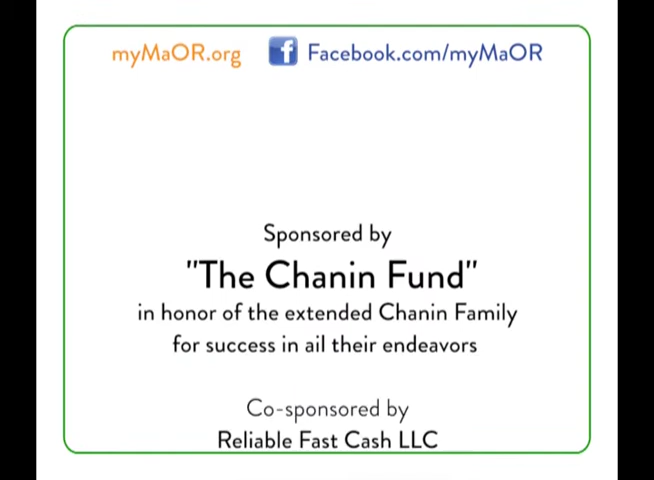 myMaOR.org f Facebook.com/myMaOR
Sponsored by
"The Chanin Fund"
in honor of the extended Chanin Family
for success in ail their endeavors
Co-sponsored by
Reliable Fast Cash LLC